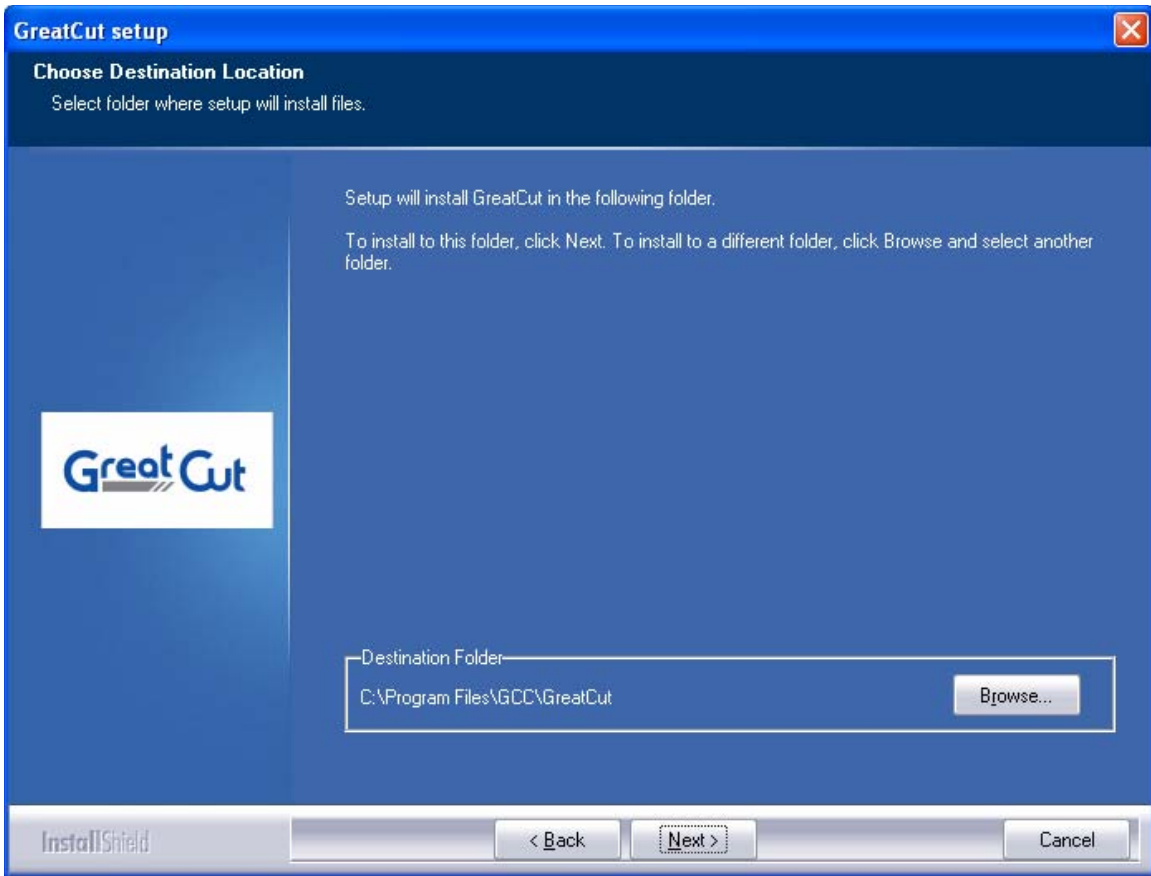 GreatCut setup
Choose Destination Location
Select folder where setup will install files.
Setup will install GreatCut in the following folder.
To install to this folder, click Next. To install to a different folder, click Browse and select another
folder.
Great Cut
Destination Folder
C:\Program Files\GCC\GreatCut
Browse...
InstallShield
< Back
Next >
Cancel